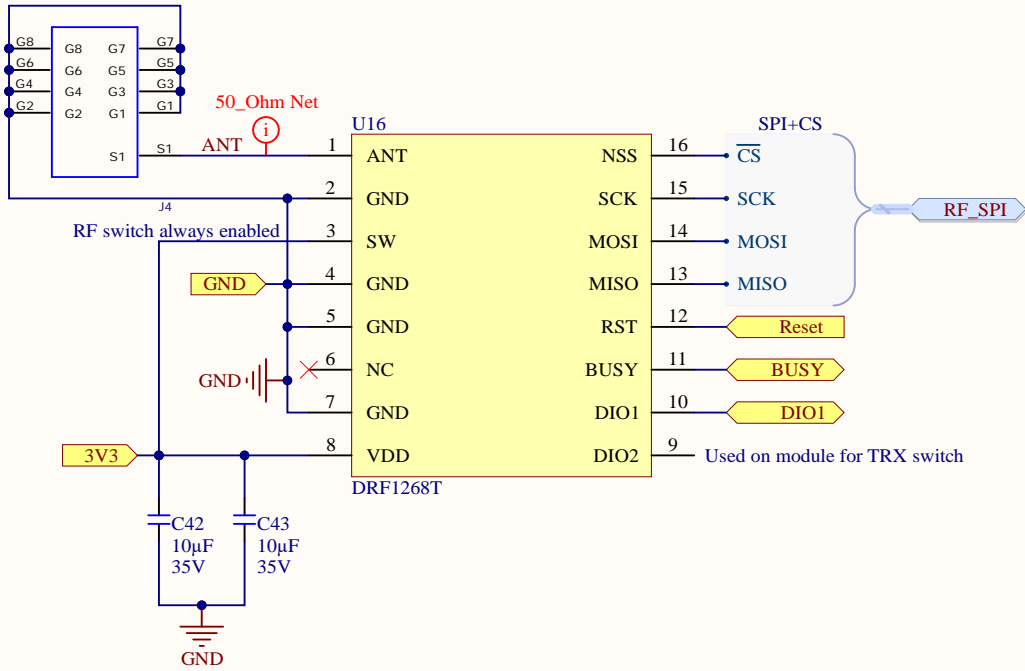 G8 G8 G7 G7
G6 G6 G5 G5
G4 G4 G3 G3
G2 G2 G1 G1
S1 S1
J4
50_Ohm Net
i
ANT
RF switch always enabled
GND
GND
3V3
C42
10µF
35V
C43
10µF
35V
GND
U16
1 ANT NSS 16
2 GND SCK 15
3 SW MOSI 14
4 GND MISO 13
5 GND RST 12
6 NC BUSY 11
7 GND DIO1 10
8 VDD DIO2 9
DRF1268T
SPI+CS
CS
SCK
MOSI
MISO
RF_SPI
Reset
BUSY
DIO1
Used on module for TRX switch